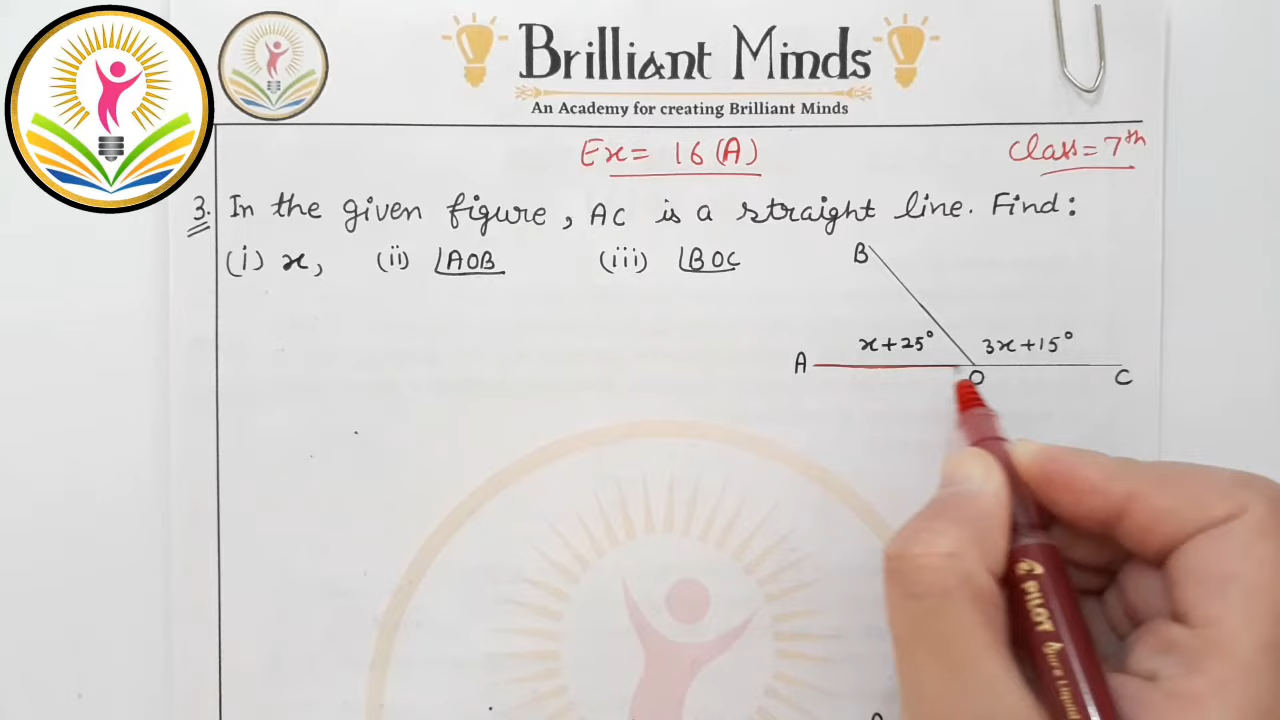 Brilliant Minds
An Academy for creating Brilliant Minds
Ex = 16 (A)
Class = 7th
3. In the given figure, AC is a straight line. Find:
(i) x, (ii) ∠AOB (iii) ∠BOC
B
x+25° 3x+15°
A O C
PILOT